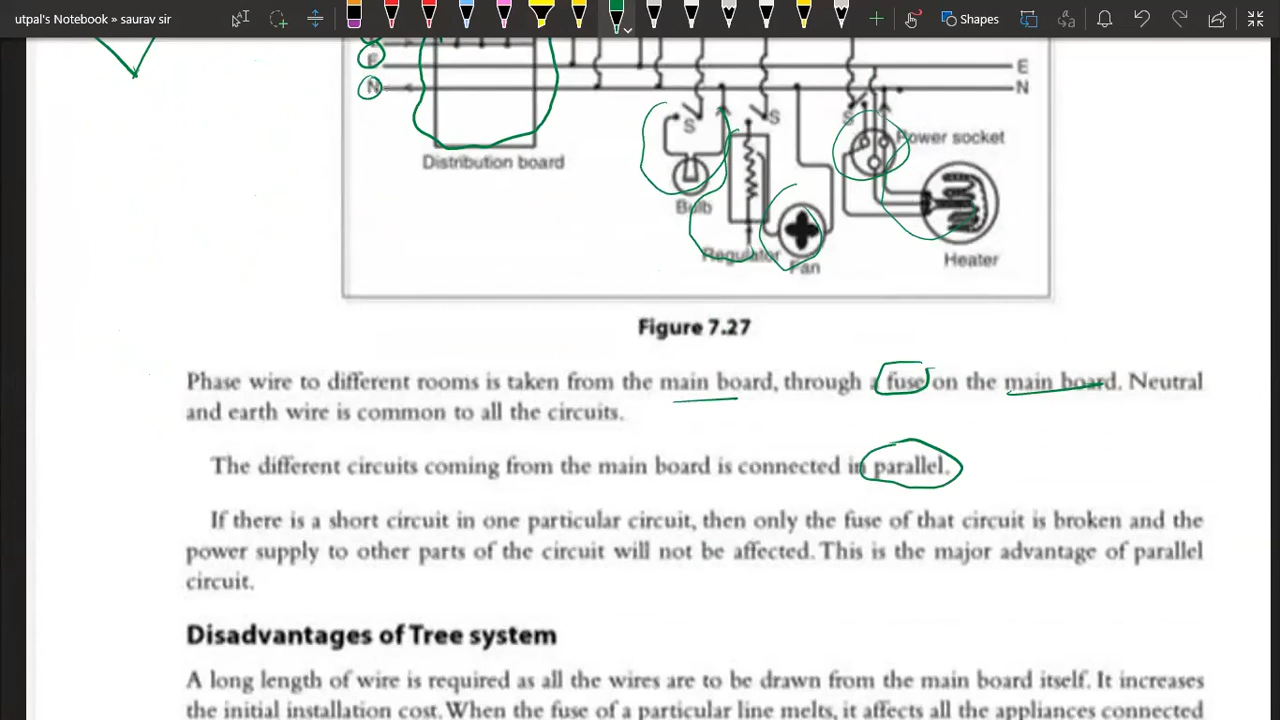 utpal's Notebook » saurav sir
Shapes
E
N
E
N
S
S
S
Power socket
Distribution board
Bulb
Regulator
Fan
Heater
Figure 7.27
Phase wire to different rooms is taken from the main board, through a fuse on the main board. Neutral
and earth wire is common to all the circuits.
The different circuits coming from the main board is connected in parallel.
If there is a short circuit in one particular circuit, then only the fuse of that circuit is broken and the
power supply to other parts of the circuit will not be affected. This is the major advantage of parallel
circuit.
Disadvantages of Tree system
A long length of wire is required as all the wires are to be drawn from the main board itself. It increases
the initial installation cost. When the fuse of a particular line melts, it affects all the appliances connected